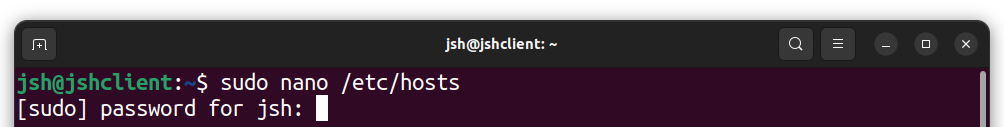 jsh@jshclient: ~
jsh@jshclient:~$ sudo nano /etc/hosts
[sudo] password for jsh: